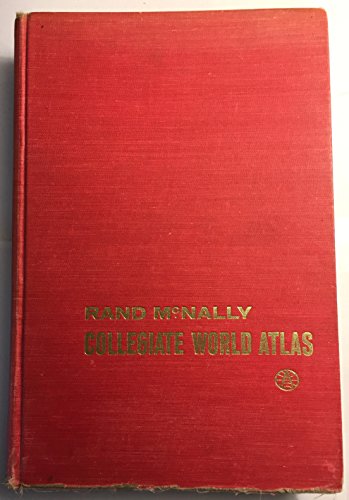 RAND McNALLY
COLLEGIATE WORLD ATLAS